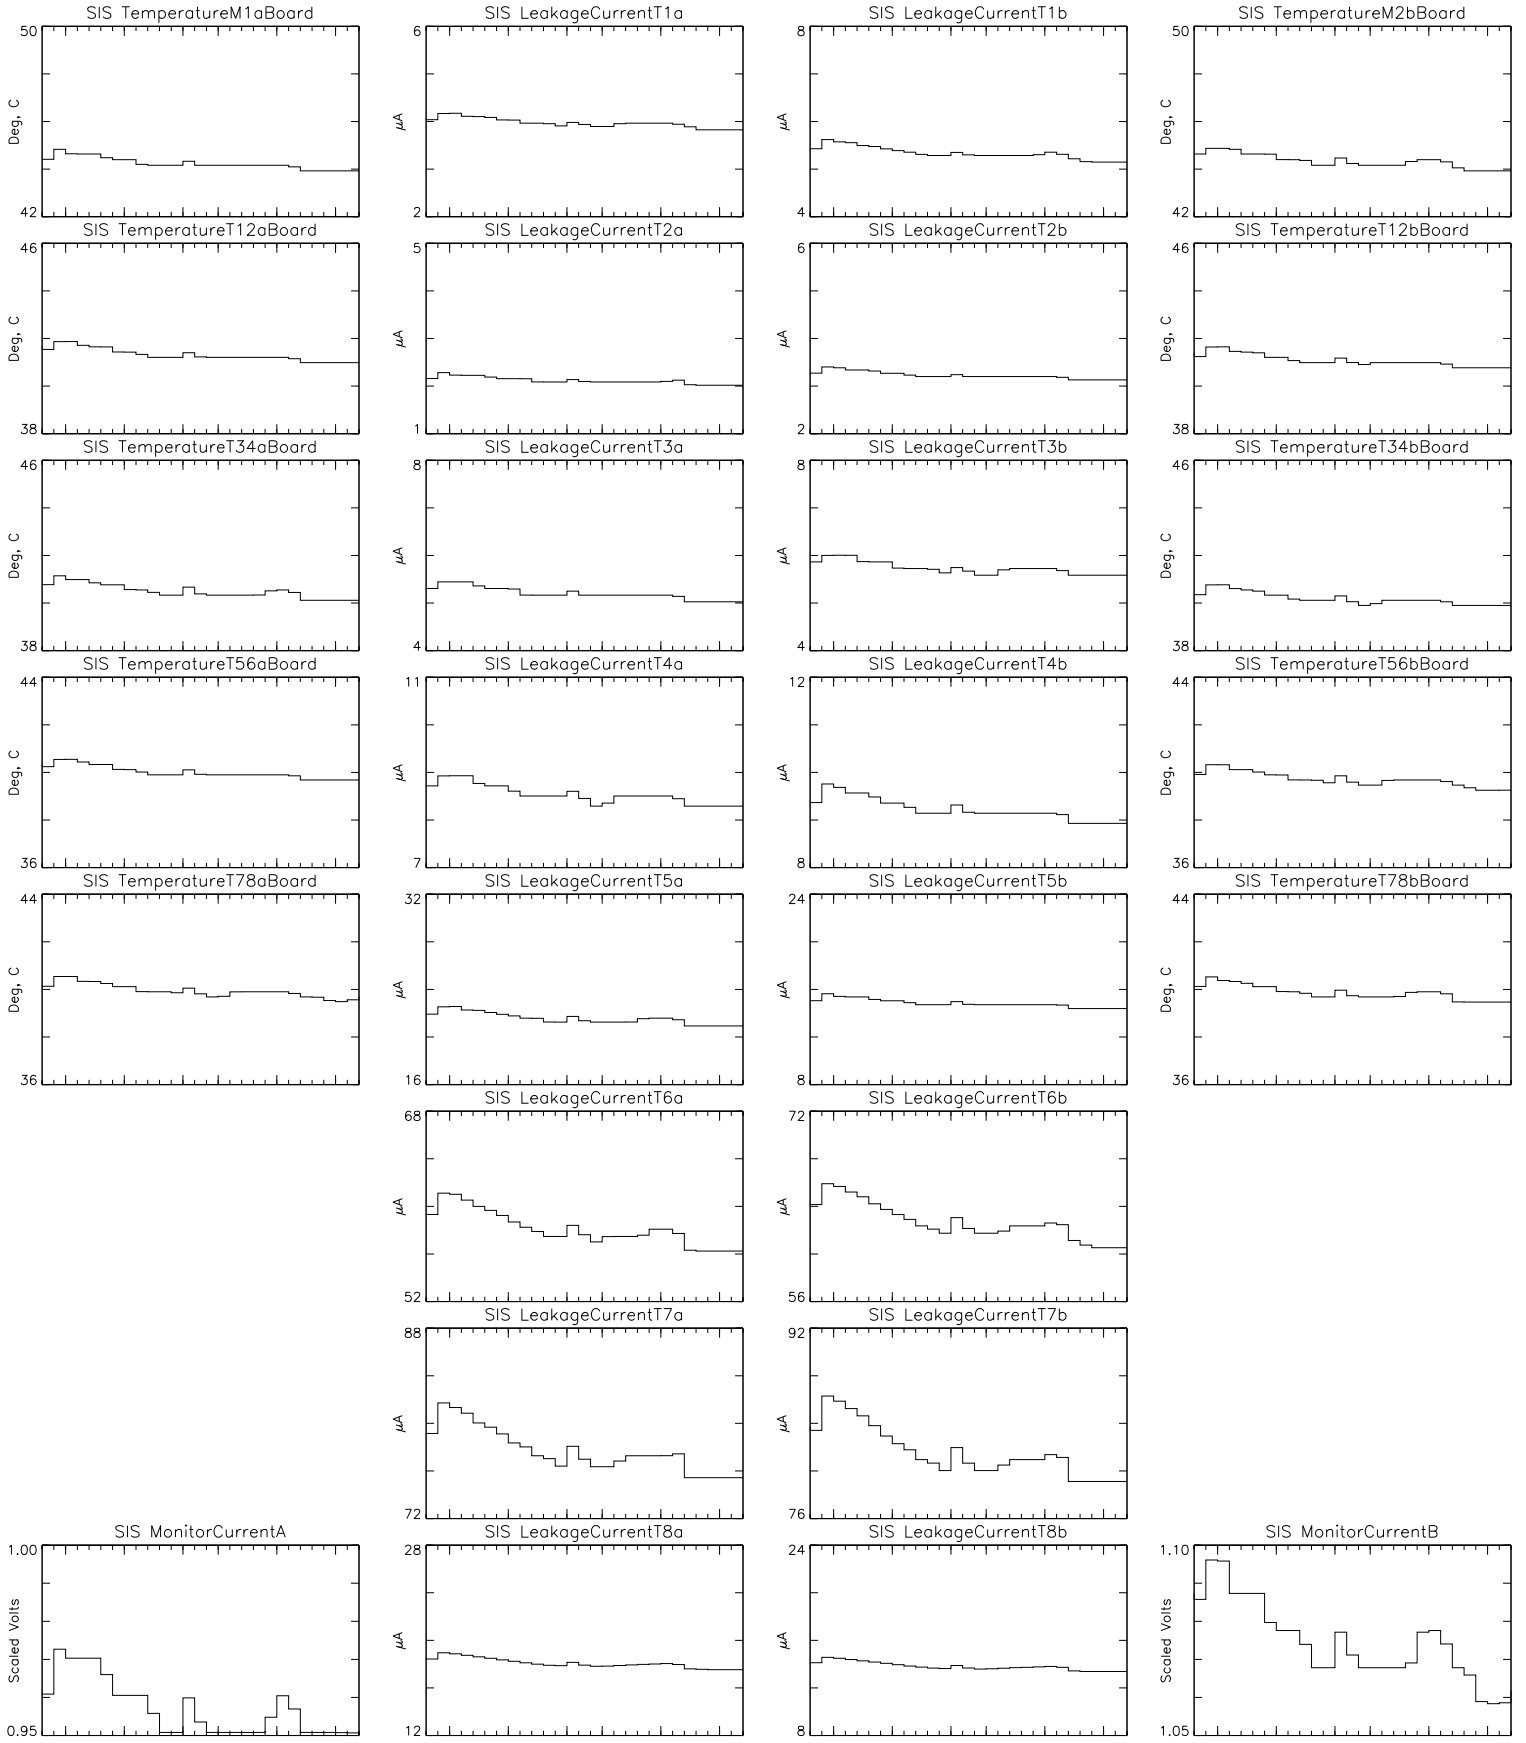 SIS TemperatureM1aBoard
50
Deg, C
42
SIS LeakageCurrentT1a
6
μA
2
SIS LeakageCurrentT1b
8
μA
4
SIS TemperatureM2bBoard
50
Deg, C
42
SIS TemperatureT12aBoard
46
Deg, C
38
SIS LeakageCurrentT2a
5
μA
1
SIS LeakageCurrentT2b
6
μA
2
SIS TemperatureT12bBoard
46
Deg, C
38
SIS TemperatureT34aBoard
46
Deg, C
38
SIS LeakageCurrentT3a
8
μA
4
SIS LeakageCurrentT3b
8
μA
4
SIS TemperatureT34bBoard
46
Deg, C
38
SIS TemperatureT56aBoard
44
Deg, C
36
SIS LeakageCurrentT4a
11
μA
7
SIS LeakageCurrentT4b
12
μA
8
SIS TemperatureT56bBoard
44
Deg, C
36
SIS TemperatureT78aBoard
44
Deg, C
36
SIS LeakageCurrentT5a
32
μA
16
SIS LeakageCurrentT5b
24
μA
8
SIS TemperatureT78bBoard
44
Deg, C
36
SIS LeakageCurrentT6a
68
μA
52
SIS LeakageCurrentT6b
72
μA
56
SIS LeakageCurrentT7a
88
μA
72
SIS LeakageCurrentT7b
92
μA
76
SIS MonitorCurrentA
1.00
Scaled Volts
0.95
SIS LeakageCurrentT8a
28
μA
12
SIS LeakageCurrentT8b
24
μA
8
SIS MonitorCurrentB
1.10
Scaled Volts
1.05